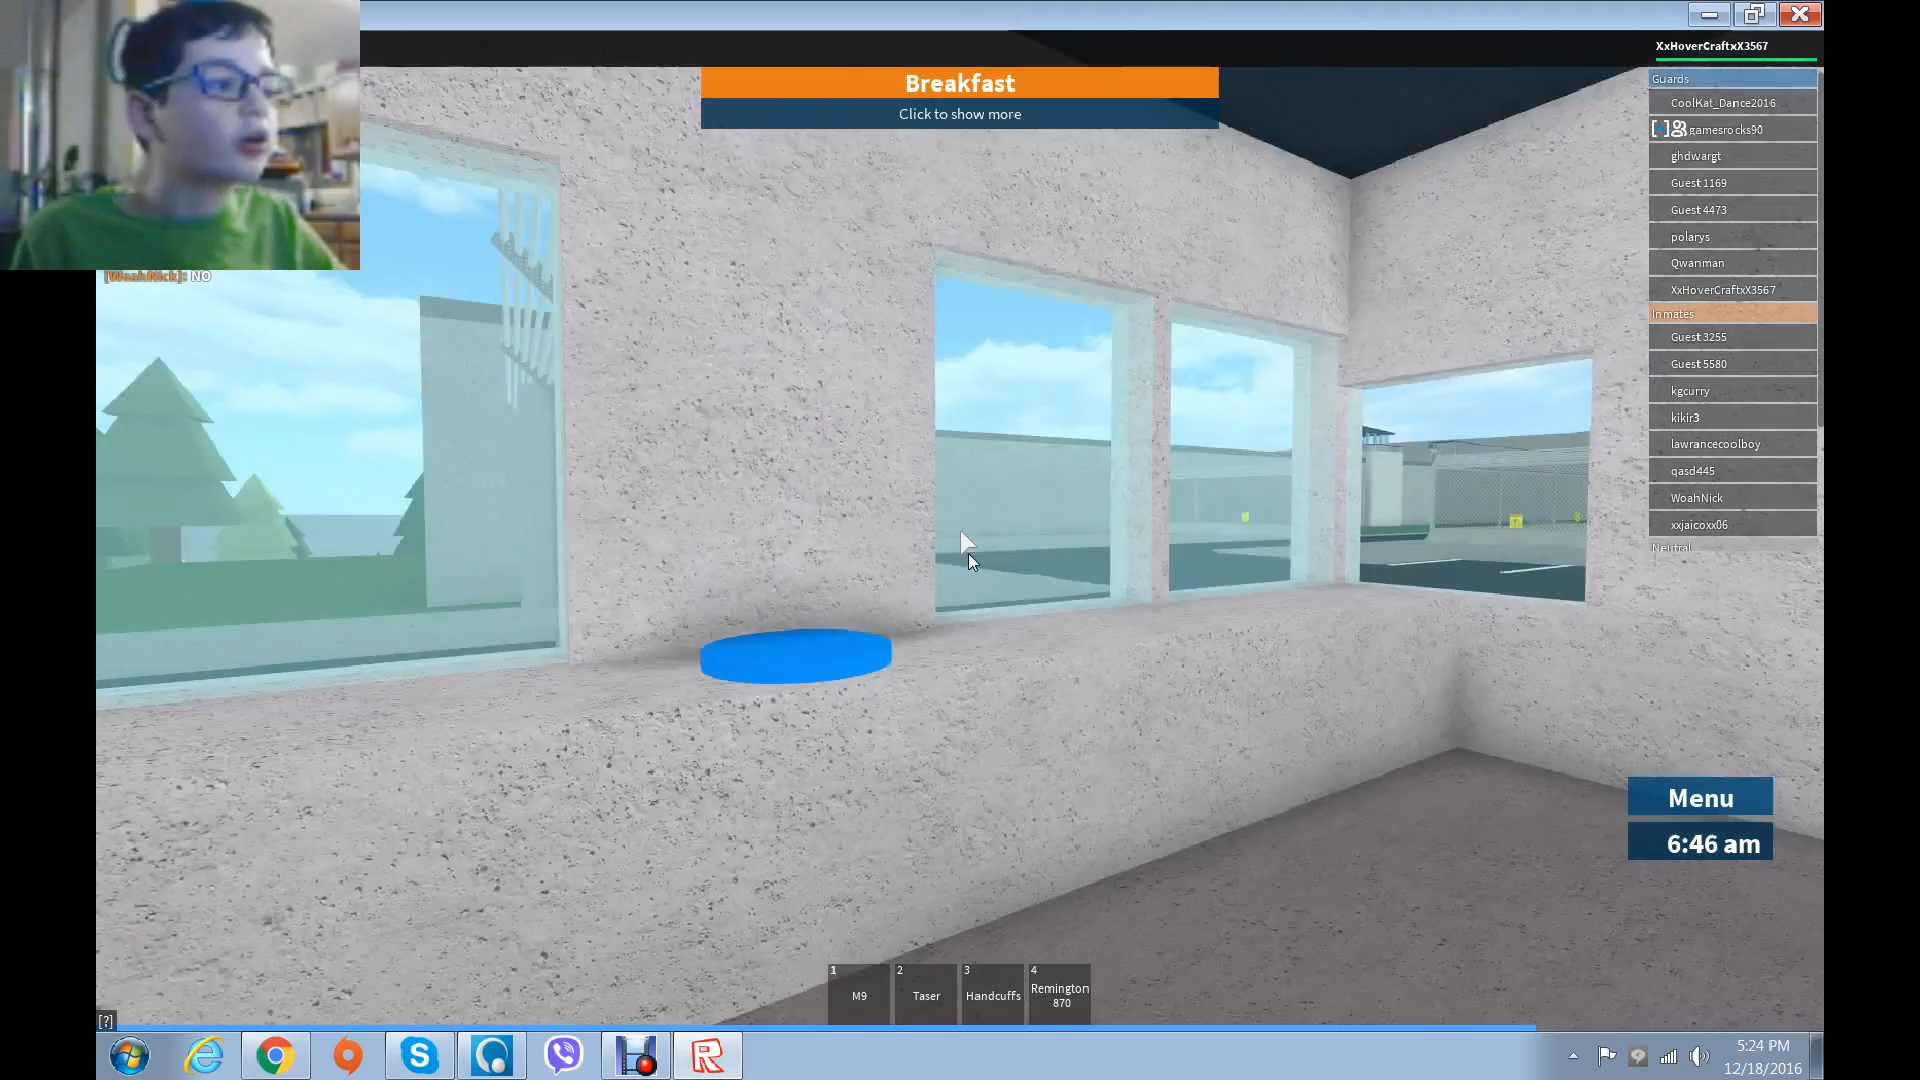 XxHoverCraftxX3567
Breakfast
Click to show more
Guards
CoolKat_Dance2016
gamesrocks90
ghdwargt
Guest 1169
Guest 4473
polarys
Qwanman
XxHoverCraftxX3567
Inmates
Guest 3255
Guest 5580
kgcurry
kikir3
lawrancecoolboy
qasd445
WoahNick
xxjaicoxx06
Neutral
[WoahNick]: NO
Menu
6:46 am
1
M9
2
Taser
3
Handcuffs
4
Remington
870
[?]
5:24 PM
12/18/2016